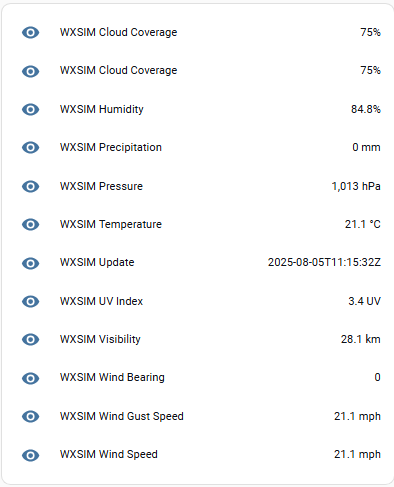 WXSIM Cloud Coverage 75%
WXSIM Cloud Coverage 75%
WXSIM Humidity 84.8%
WXSIM Precipitation 0 mm
WXSIM Pressure 1,013 hPa
WXSIM Temperature 21.1 °C
WXSIM Update 2025-08-05T11:15:32Z
WXSIM UV Index 3.4 UV
WXSIM Visibility 28.1 km
WXSIM Wind Bearing 0
WXSIM Wind Gust Speed 21.1 mph
WXSIM Wind Speed 21.1 mph